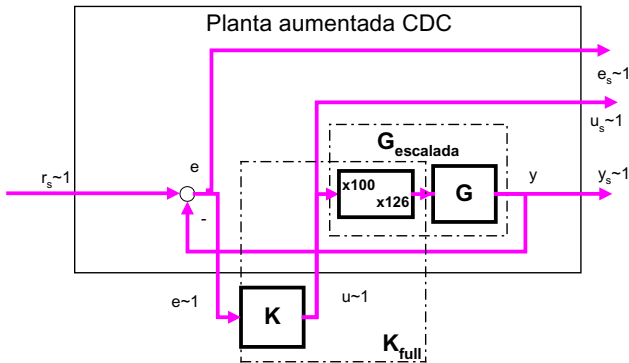 Planta aumentada CDC
e_s~1
u_s~1
G_escalada
r_s~1
e
x100
x126
G
y
y_s~1
-
e~1
K
u~1
K_full